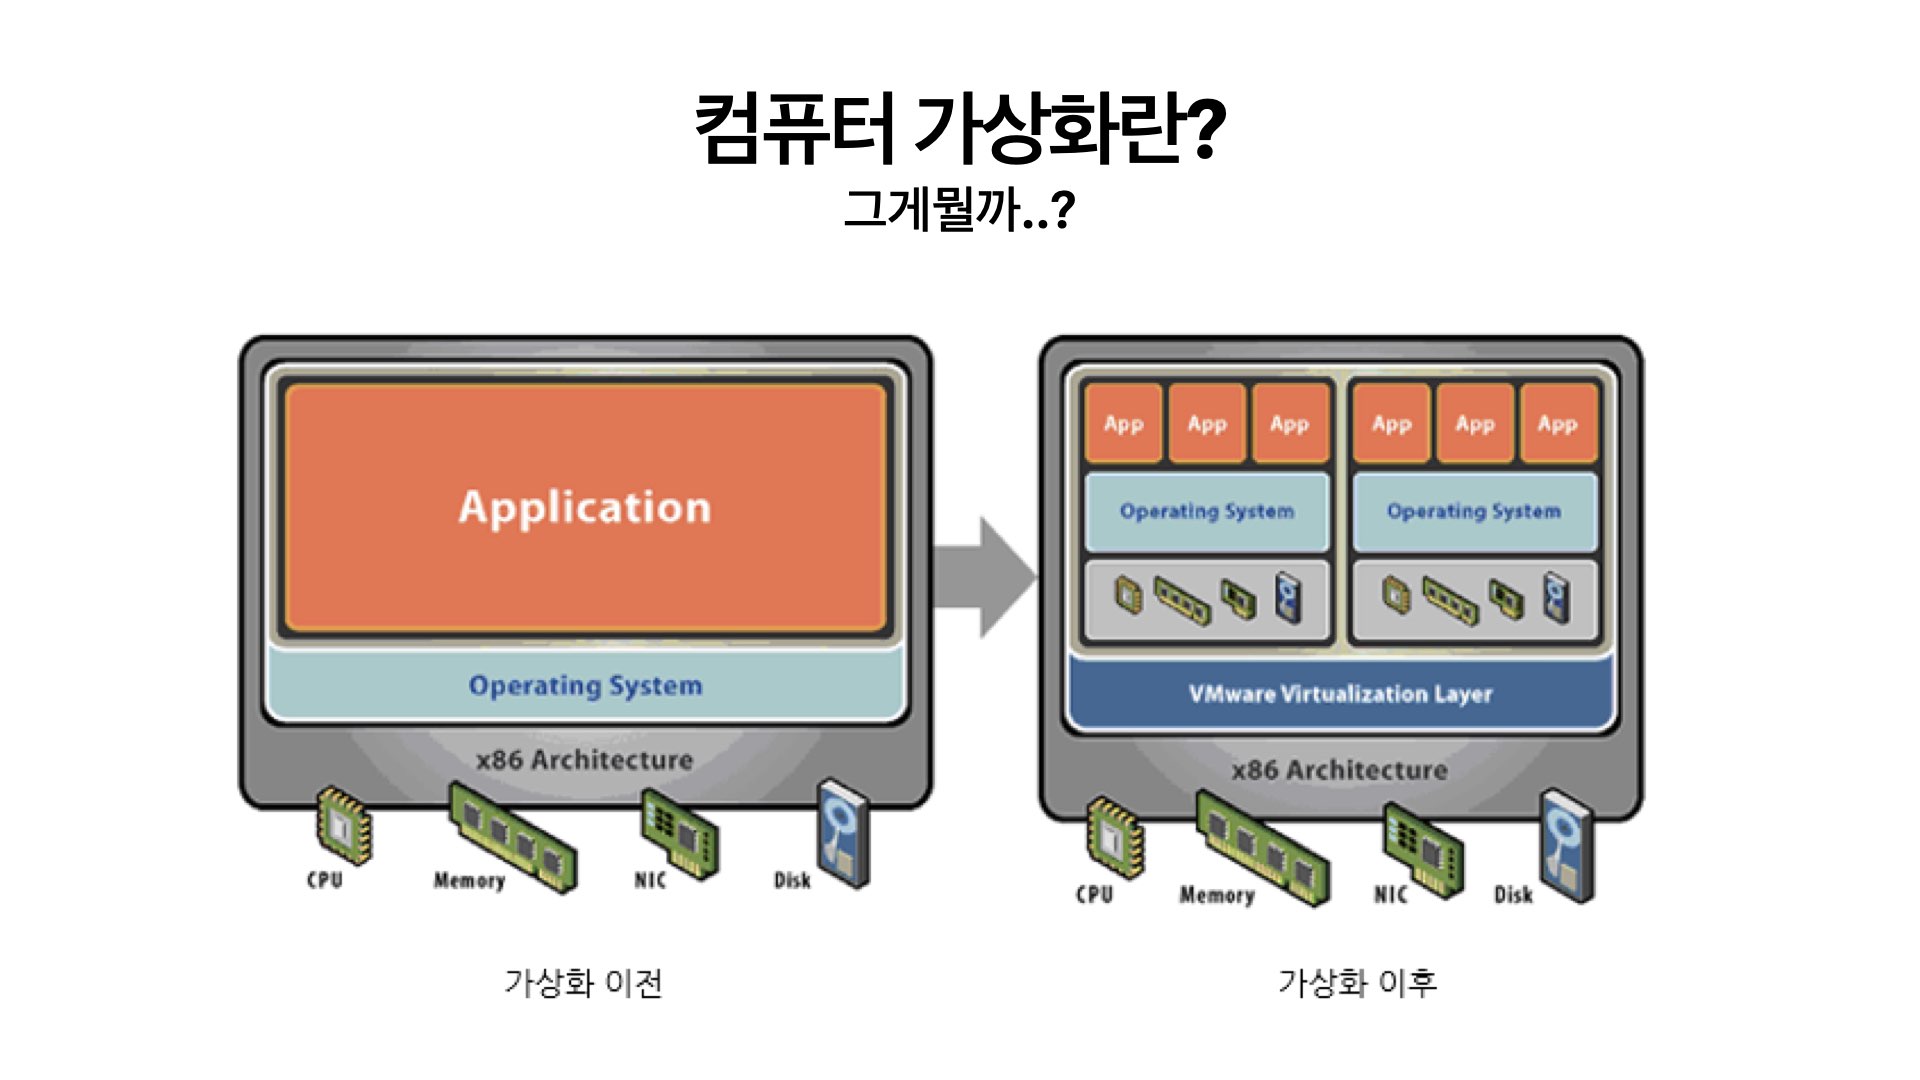 컴퓨터 가상화란?
그게뭘까..?
Application
Operating System
x86 Architecture
CPU
Memory
NIC
Disk
가상화 이전
App App App App App App
Operating System Operating System
VMware Virtualization Layer
x86 Architecture
CPU
Memory
NIC
Disk
가상화 이후